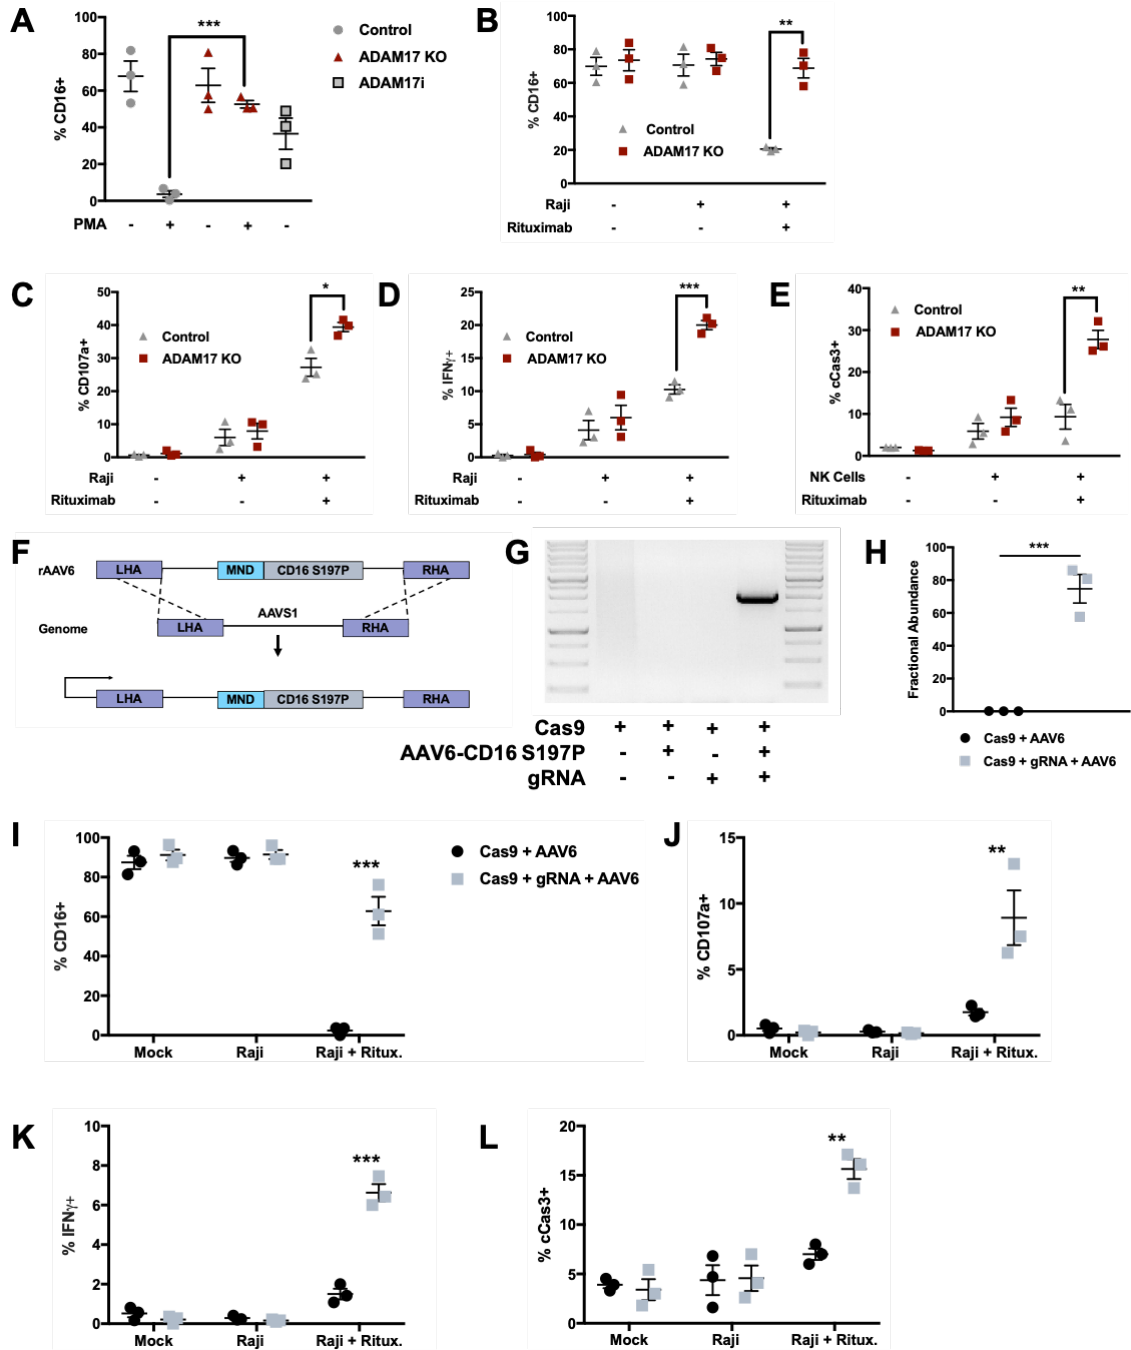 A
% CD16+
100
80
60
40
20
0
***
Control
ADAM17 KO
ADAM17i
PMA - + - + -
B
% CD16+
100
80
60
40
20
0
**
Control
ADAM17 KO
Raji - + +
Rituximab - - +
C
% CD107a+
50
40
30
20
10
0
*
Control
ADAM17 KO
Raji - + +
Rituximab - - +
D
% IFNγ+
25
20
15
10
5
0
***
Control
ADAM17 KO
Raji - + +
Rituximab - - +
E
% cCas3+
40
30
20
10
0
**
Control
ADAM17 KO
NK Cells - + +
Rituximab - - +
F
rAAV6 LHA MND CD16 S197P RHA
AAVS1
Genome LHA RHA
LHA MND CD16 S197P RHA
G
Cas9 + + + +
AAV6-CD16 S197P - + - +
gRNA - - + +
H
Fractional Abundance
100
80
60
40
20
0
***
Cas9 + AAV6
Cas9 + gRNA + AAV6
I
% CD16+
100
80
60
40
20
0
***
Cas9 + AAV6
Cas9 + gRNA + AAV6
Mock Raji Raji + Ritux.
J
% CD107a+
15
10
5
0
**
Mock Raji Raji + Ritux.
K
% IFNγ+
10
8
6
4
2
0
***
Mock Raji Raji + Ritux.
L
% cCas3+
20
15
10
5
0
**
Mock Raji Raji + Ritux.